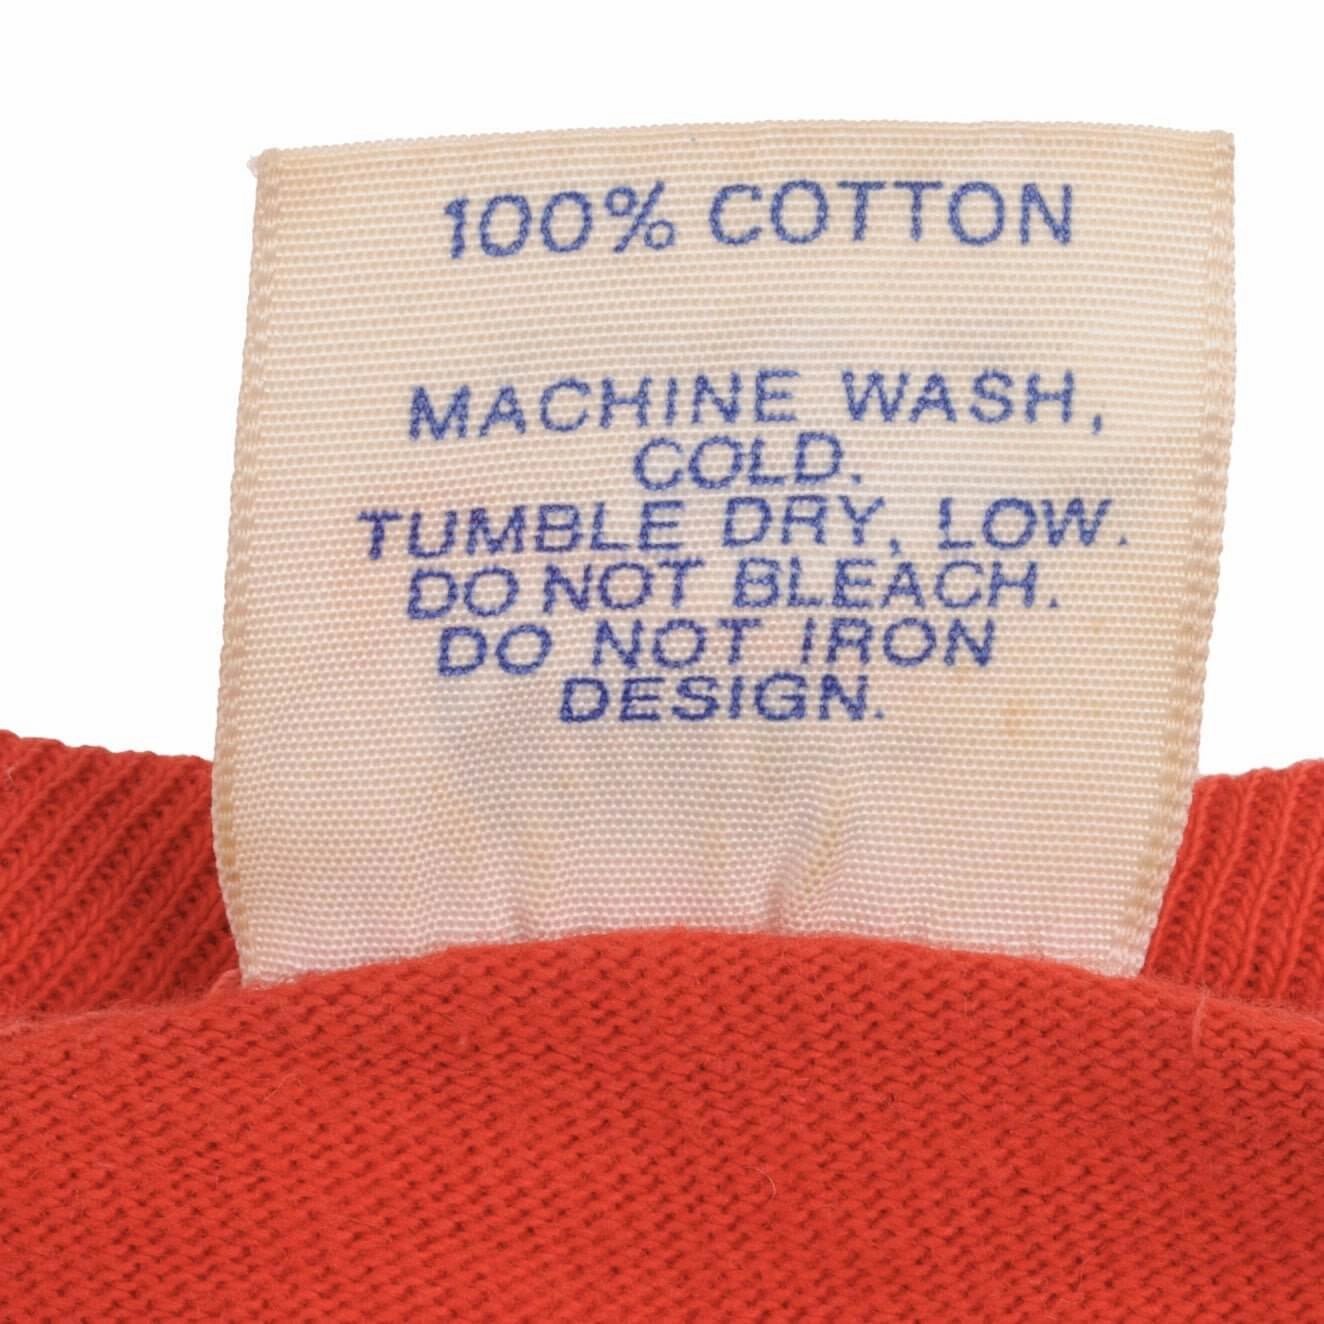 100% COTTON
MACHINE WASH,
COLD.
TUMBLE DRY, LOW.
DO NOT BLEACH.
DO NOT IRON
DESIGN.